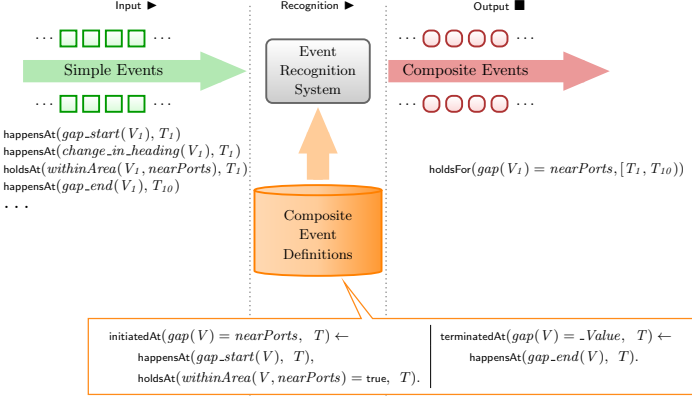 Input ▶ Recognition ▶ Output ■
··· ···
··· ···
Simple Events
Event
Recognition
System
Composite Events
··· ···
··· ···
happensAt(gap_start(V₁), T₁)
happensAt(change_in_heading(V₁), T₁)
holdsAt(withinArea(V₁, nearPorts), T₁)
happensAt(gap_end(V₁), T₁₀)
...
holdsFor(gap(V₁) = nearPorts, [T₁, T₁₀))
Composite
Event
Definitions
initiatedAt(gap(V) = nearPorts, T) ←
happensAt(gap_start(V), T),
holdsAt(withinArea(V, nearPorts) = true, T).
terminatedAt(gap(V) = _Value, T) ←
happensAt(gap_end(V), T).